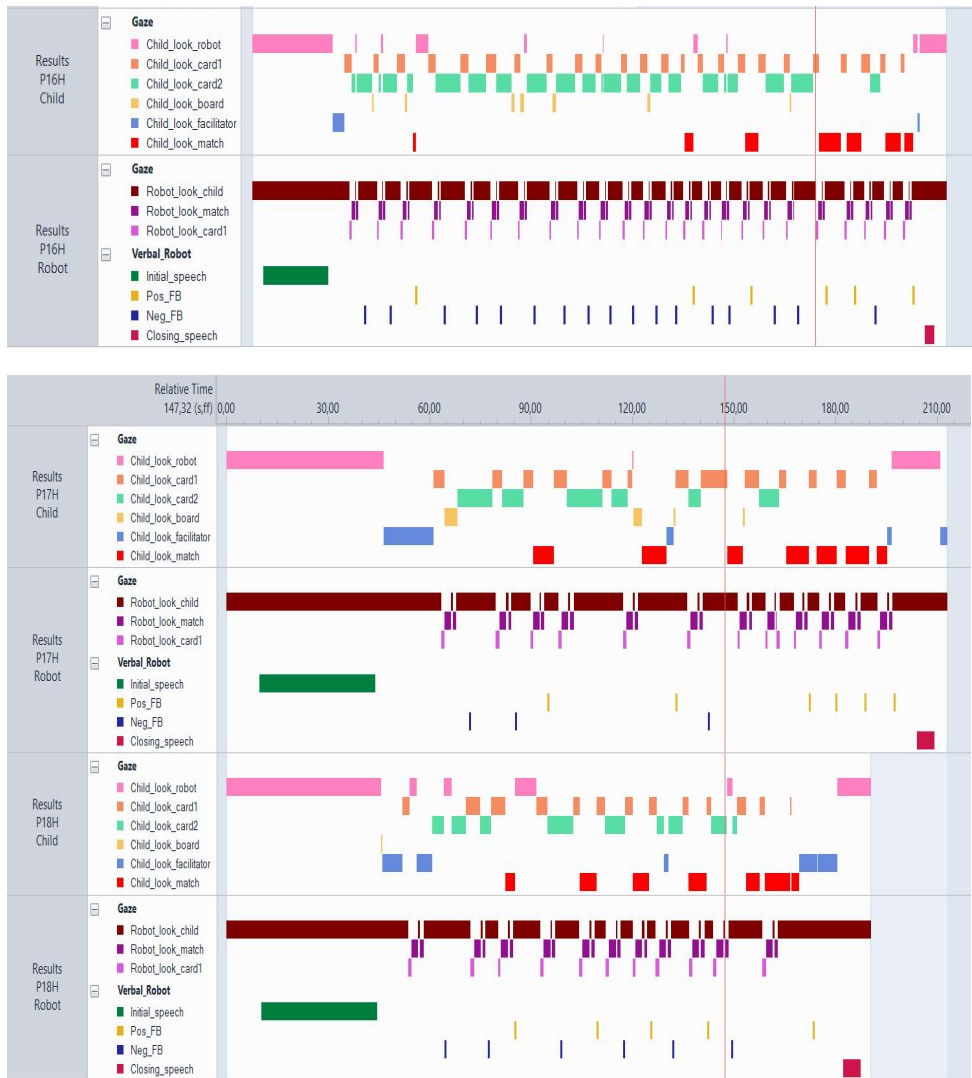 Gaze
Results
P16H
Child
Child_look_robot
Child_look_card1
Child_look_card2
Child_look_board
Child_look_facilitator
Child_look_match
Gaze
Results
P16H
Robot
Robot_look_child
Robot_look_match
Robot_look_card1
Verbal_Robot
Initial_speech
Pos_FB
Neg_FB
Closing_speech
Relative Time
147,32 (s,ff) 0,00 30,00 60,00 90,00 120,00 150,00 180,00 210,00
Gaze
Results
P17H
Child
Child_look_robot
Child_look_card1
Child_look_card2
Child_look_board
Child_look_facilitator
Child_look_match
Gaze
Results
P17H
Robot
Robot_look_child
Robot_look_match
Robot_look_card1
Verbal_Robot
Initial_speech
Pos_FB
Neg_FB
Closing_speech
Gaze
Results
P18H
Child
Child_look_robot
Child_look_card1
Child_look_card2
Child_look_board
Child_look_facilitator
Child_look_match
Gaze
Results
P18H
Robot
Robot_look_child
Robot_look_match
Robot_look_card1
Verbal_Robot
Initial_speech
Pos_FB
Neg_FB
Closing_speech